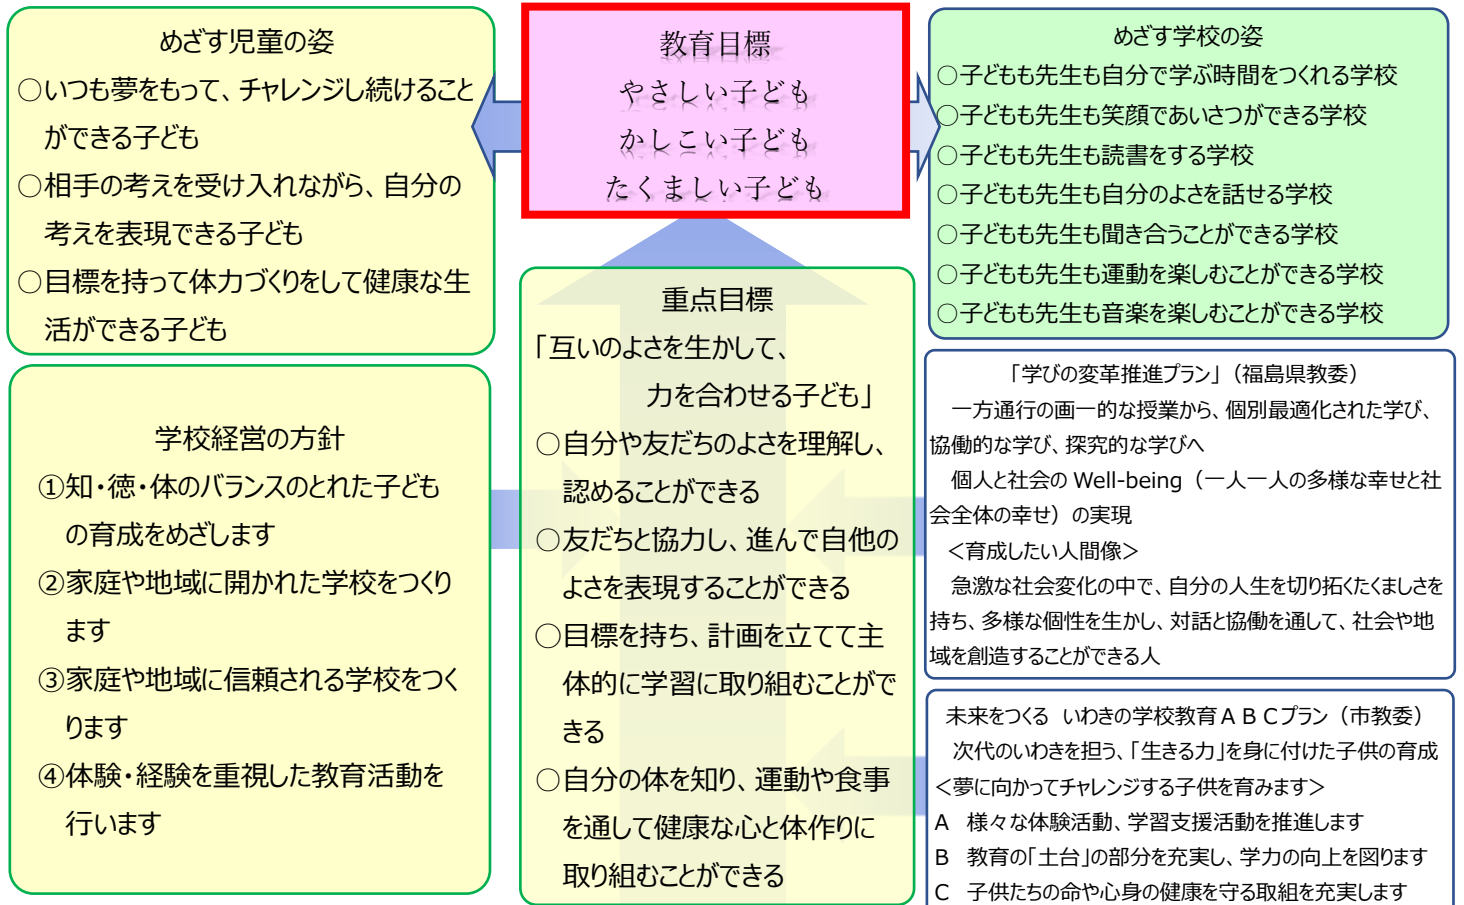 めざす児童の姿
○いつも夢をもって、チャレンジし続けること
ができる子ども
○相手の考えを受け入れながら、自分の
考えを表現できる子ども
○目標を持って体力づくりをして健康な生
活ができる子ども
教育目標
やさしい子ども
かしこい子ども
たくましい子ども
めざす学校の姿
○子どもも先生も自分で学ぶ時間をつくれる学校
○子どもも先生も笑顔であいさつができる学校
○子どもも先生も読書をする学校
○子どもも先生も自分のよさを話せる学校
○子どもも先生も聞き合うことができる学校
○子どもも先生も運動を楽しむことができる学校
○子どもも先生も音楽を楽しむことができる学校
学校経営の方針
①知・徳・体のバランスのとれた子ども
の育成をめざします
②家庭や地域に開かれた学校をつくり
ます
③家庭や地域に信頼される学校をつく
ります
④体験・経験を重視した教育活動を
行います
重点目標
「互いのよさを生かして、
力を合わせる子ども」
○自分や友だちのよさを理解し、
認めることができる
○友だちと協力し、進んで自他の
よさを表現することができる
○目標を持ち、計画を立てて主
体的に学習に取り組むことがで
きる
○自分の体を知り、運動や食事
を通して健康な心と体作りに
取り組むことができる
「学びの変革推進プラン」（福島県教委）
一方通行の画一的な授業から、個別最適化された学び、
協働的な学び、探究的な学びへ
個人と社会の Well-being（一人一人の多様な幸せと社
会全体の幸せ）の実現
＜育成したい人間像＞
急激な社会変化の中で、自分の人生を切り拓くたくましさを
持ち、多様な個性を生かし、対話と協働を通して、社会や地
域を創造することができる人
未来をつくる いわきの学校教育ＡＢＣプラン（市教委）
次代のいわきを担う、「生きる力」を身に付けた子供の育成
＜夢に向かってチャレンジする子供を育みます＞
A 様々な体験活動、学習支援活動を推進します
B 教育の「土台」の部分を充実し、学力の向上を図ります
C 子供たちの命や心身の健康を守る取組を充実します